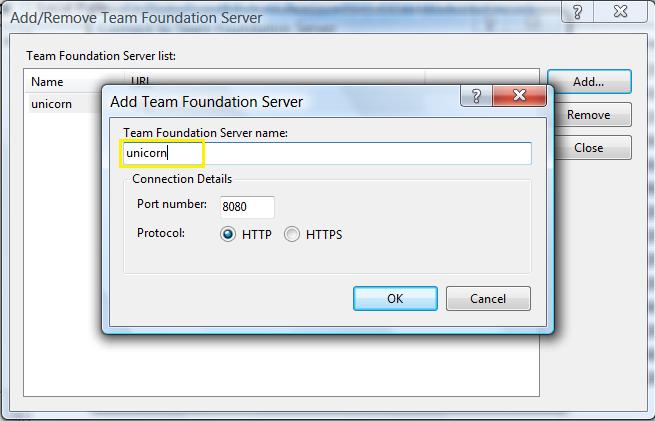 Add/Remove Team Foundation Server
Team Foundation Server list:
Name
unicorn
Add...
Remove
Close
Add Team Foundation Server
Team Foundation Server name:
unicorn
Connection Details
Port number: 8080
Protocol: HTTP HTTPS
OK Cancel